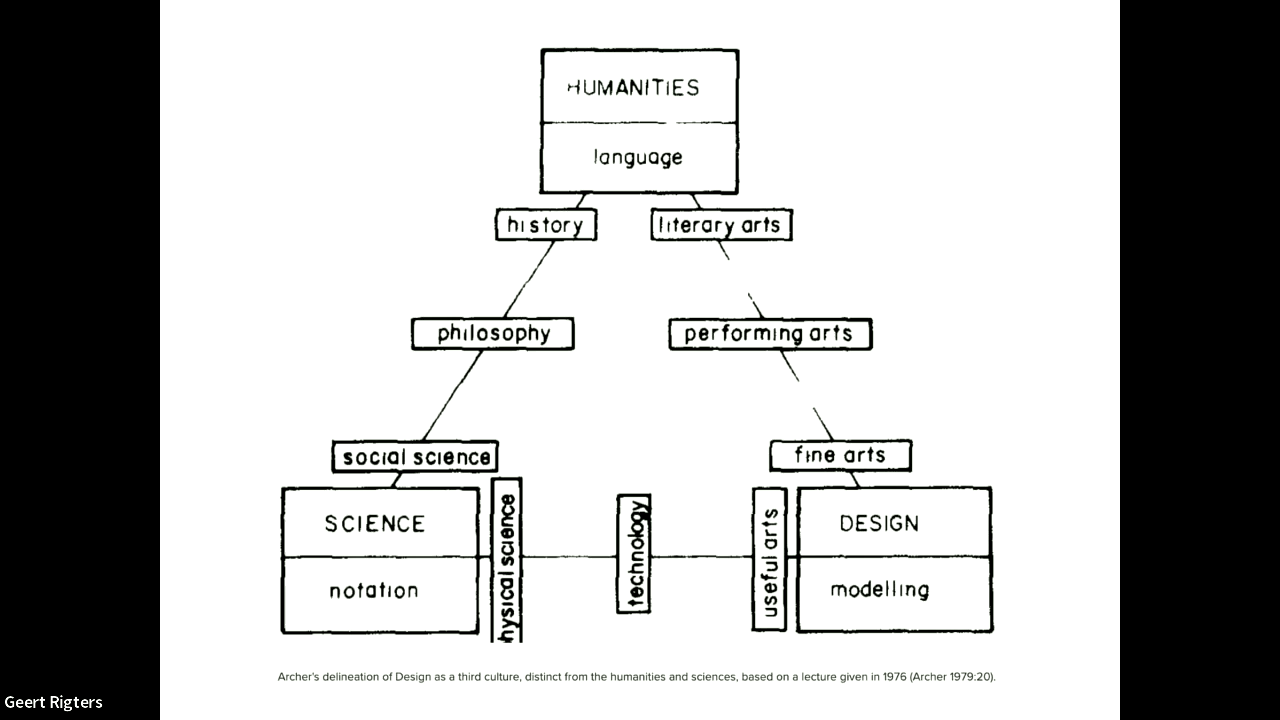 HUMANITIES
language
history
literary arts
philosophy
performing arts
social science
fine arts
SCIENCE
notation
hysical science
technology
useful arts
DESIGN
modelling
Archer's delineation of Design as a third culture, distinct from the humanities and sciences, based on a lecture given in 1976 (Archer 1979:20).
Geert Rigters